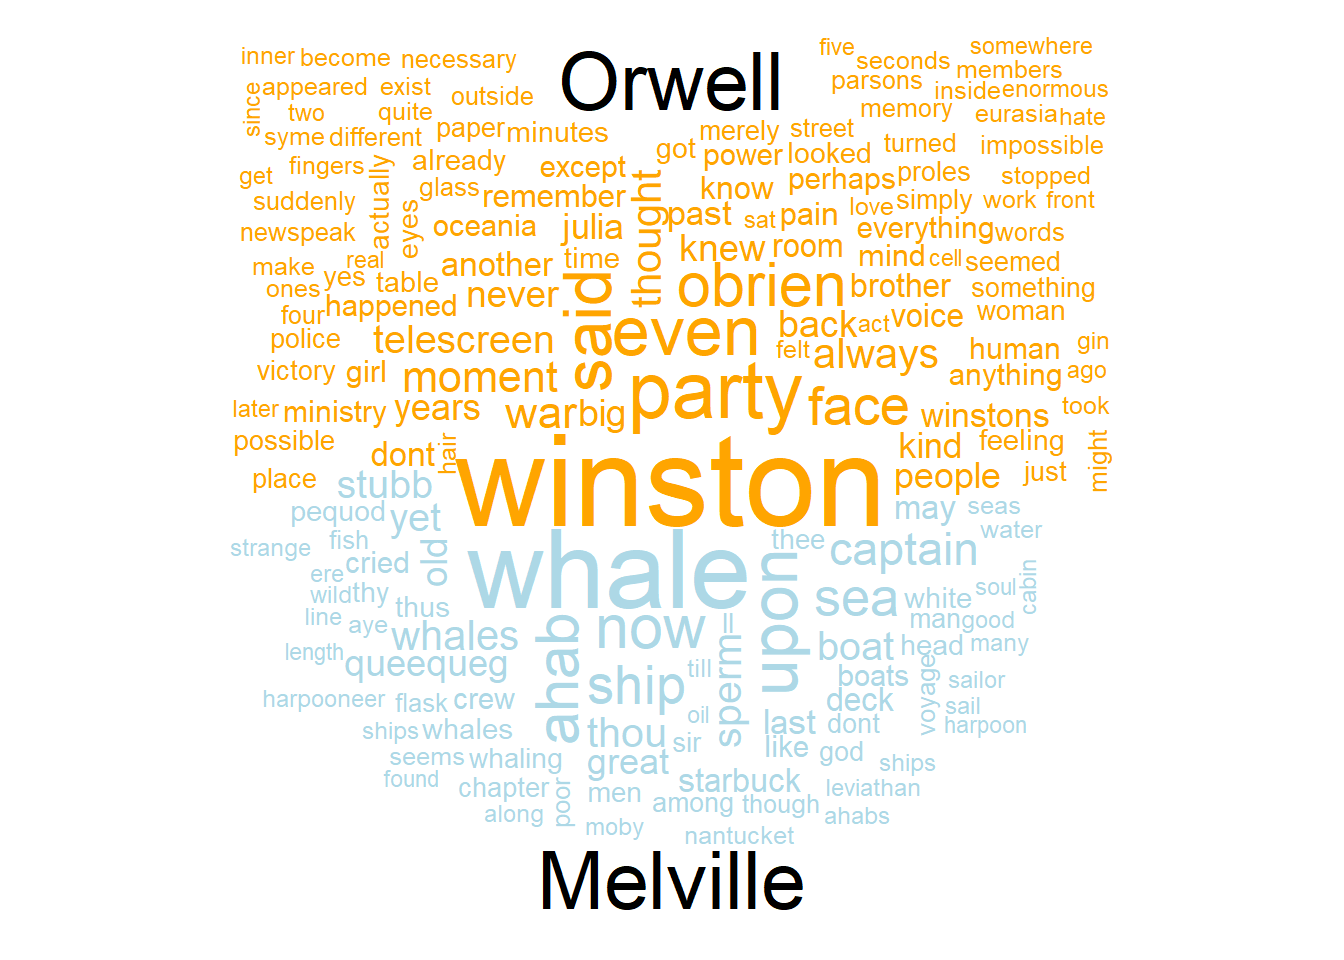 Orwell
inner become necessary
five somewhere
seconds
parsons members
since appeared exist outside
inside enormous
two quite paper minutes
memory eurasia hate
syme different
merely street
fingers already except got power looked turned impossible
get actually glass remember thought know perhaps proles stopped
suddenly eyes oceania julia past sat pain love simply work front
newspeak knew room everything words
make real another time mind cell seemed
ones yes table never said obrien brother something
four happened
police telescreen even back act voice woman
felt always human gin
victory girl moment anything ago
later ministry years war big party face winstons took
possible dont hair kind feeling might
place winston people just
stubb
pequod yet may seas
strange fish old whale thee captain water
ere cried
wild thy upon sea white soul cabin
line aye thus man good
length whales ahab now sperm= boat head many
queequeg till boats voyage sailor
harpooneer flask crew ship oil deck sail
ships whales thou sir last dont harpoon
seems whaling great like god ships
found chapter poor men starbuck leviathan
along among though ahabs
moby nantucket
Melville